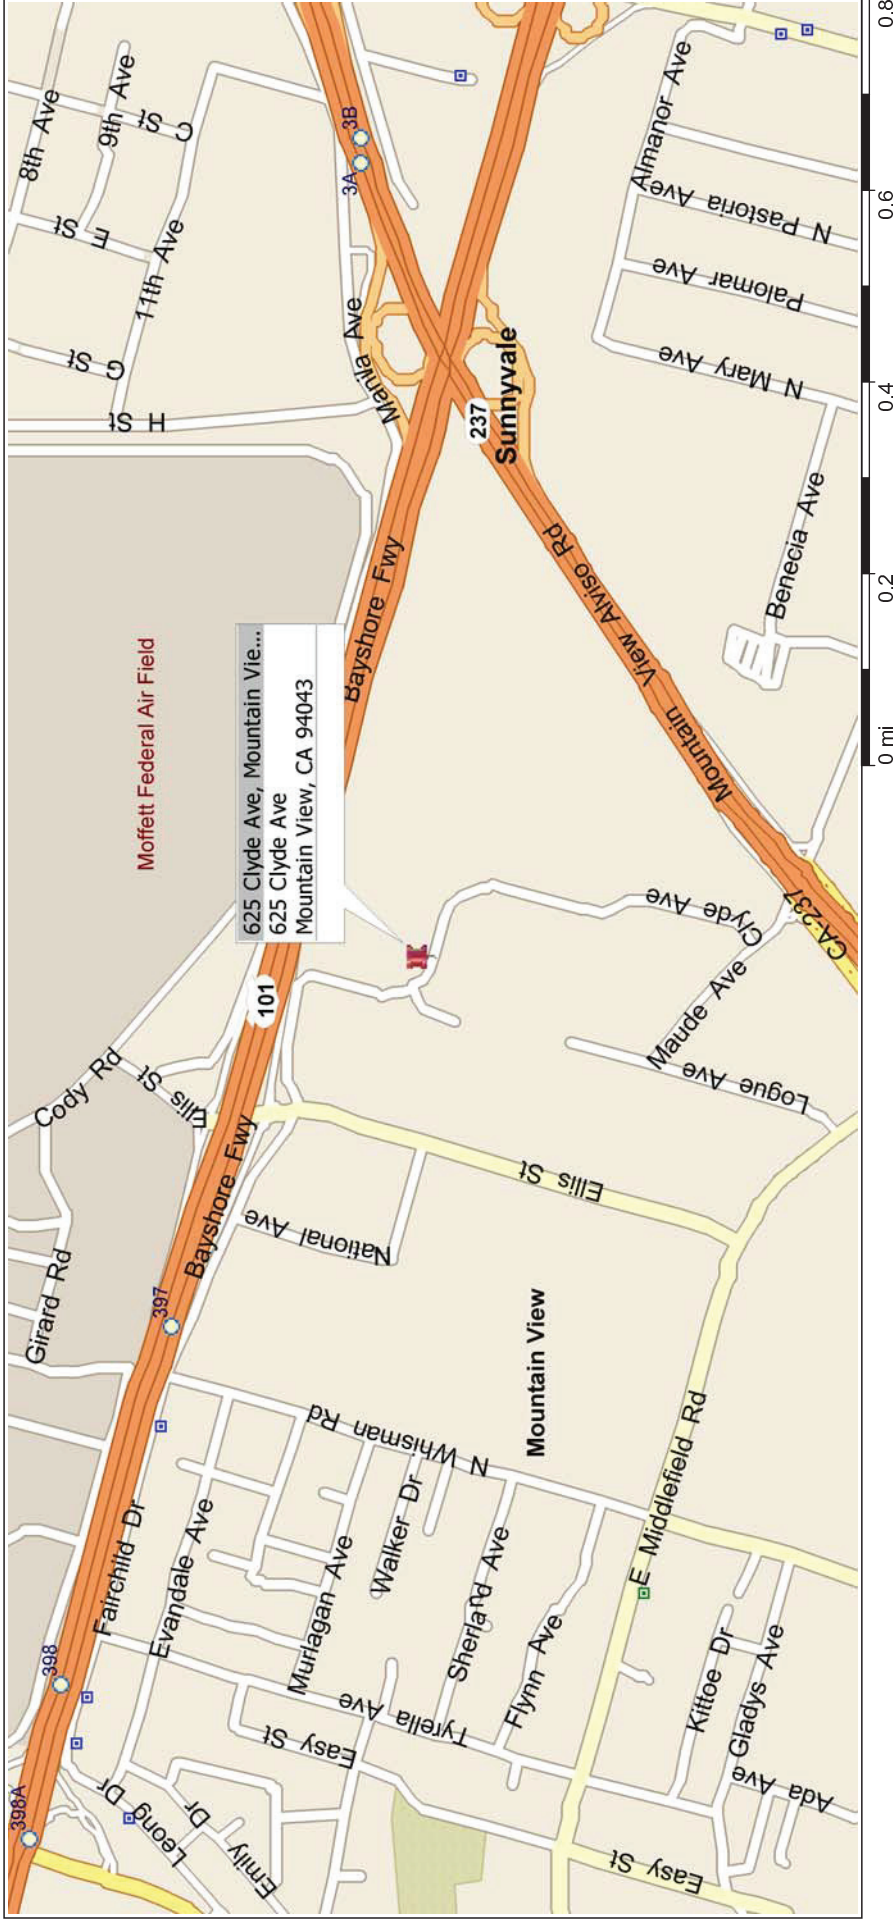 398A
398
397
101
237
3A
3B
Moffett Federal Air Field
625 Clyde Ave, Mountain Vie...
625 Clyde Ave
Mountain View, CA 94043
Mountain View
Sunnyvale
Bayshore Fwy
Bayshore Fwy
Mountain View Alviso Rd
CA-237
8th Ave
9th Ave
11th Ave
C St
E St
G St
H St
Manila Ave
Almanor Ave
N Pastoria Ave
Palomar Ave
N Mary Ave
Benecia Ave
Clyde Ave
Maude Ave
Logue Ave
Cody Rd
Ellis St
Ellis St
Girard Rd
National Ave
N Whisman Rd
E Middlefield Rd
Fairchild Dr
Evandale Ave
Murlagan Ave
Walker Dr
Sherland Ave
Flynn Ave
Tyrella Ave
Easy St
Easy St
Leong Dr
Emily Dr
Kittoe Dr
Gladys Ave
Ada Ave
0 mi
0.2
0.4
0.6
0.8